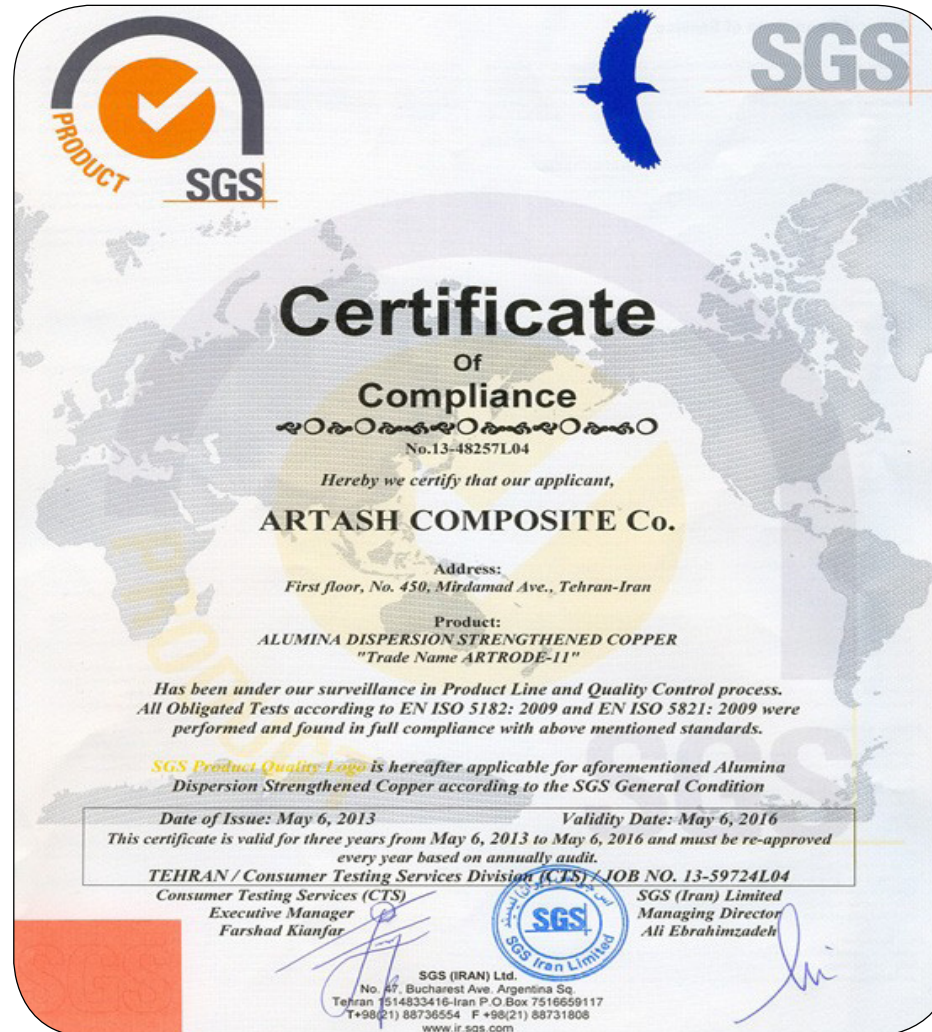 PRODUCT
SGS
SGS
Certificate
Of
Compliance
No.13-48257L04
Hereby we certify that our applicant,
ARTASH COMPOSITE Co.
Address:
First floor, No. 450, Mirdamad Ave., Tehran-Iran
Product:
ALUMINA DISPERSION STRENGTHENED COPPER
"Trade Name ARTRODE-11"
Has been under our surveillance in Product Line and Quality Control process.
All Obligated Tests according to EN ISO 5182: 2009 and EN ISO 5821: 2009 were
performed and found in full compliance with above mentioned standards.
SGS Product Quality Logo is hereafter applicable for aforementioned Alumina
Dispersion Strengthened Copper according to the SGS General Condition
Date of Issue: May 6, 2013 Validity Date: May 6, 2016
This certificate is valid for three years from May 6, 2013 to May 6, 2016 and must be re-approved
every year based on annually audit.
TEHRAN / Consumer Testing Services Division (CTS) / JOB NO. 13-59724L04
Consumer Testing Services (CTS) SGS (Iran) Limited
Executive Manager Managing Director
Farshad Kianfar Ali Ebrahimzadeh
SGS
SGS Iran Limited
SGS (IRAN) Ltd.
No. 47, Bucharest Ave. Argentina Sq.
Tehran 1514833416-Iran P.O.Box 7516659117
T+98(21) 88736554 F +98(21) 88731808
www.ir.sgs.com
PRODUCT
SGS